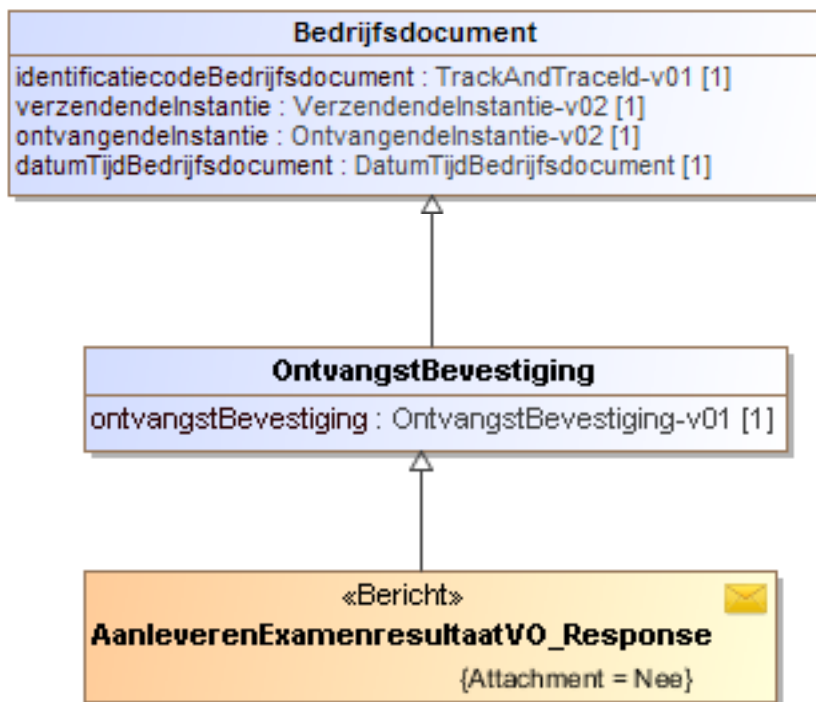 Bedrijfsdocument
identificatiecodeBedrijfsdocument : TrackAndTraceId-v01 [1]
verzendendeInstantie : VerzendendeInstantie-v02 [1]
ontvangendeInstantie : OntvangendeInstantie-v02 [1]
datumTijdBedrijfsdocument : DatumTijdBedrijfsdocument [1]
OntvangstBevestiging
ontvangstBevestiging : OntvangstBevestiging-v01 [1]
«Bericht»
AanleverenExamenresultaatVO_Response
{Attachment = Nee}